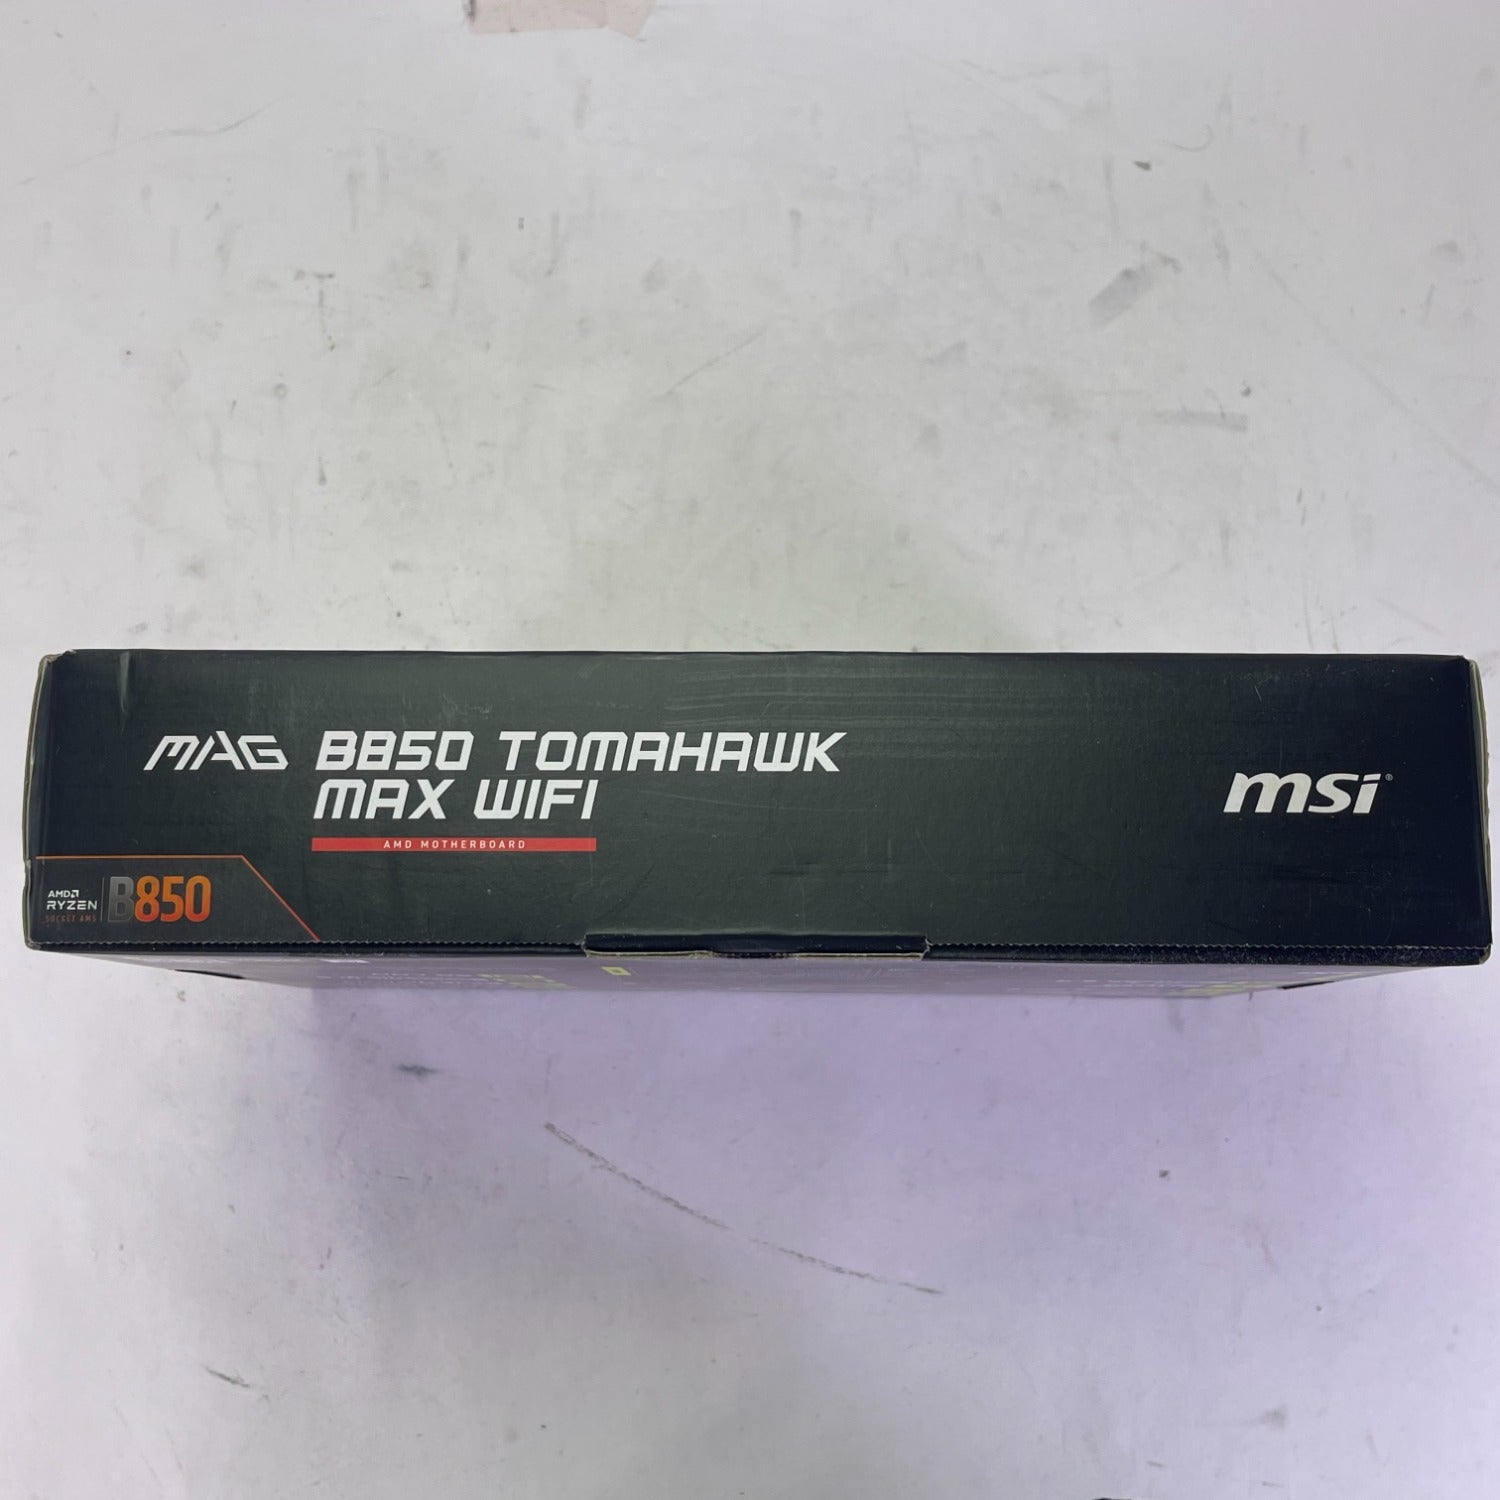 MAG B850 TOMAHAWK
MAX WIFI
AMD MOTHERBOARD
msi®
AMD
RYZEN
SOCKET AM5
B850